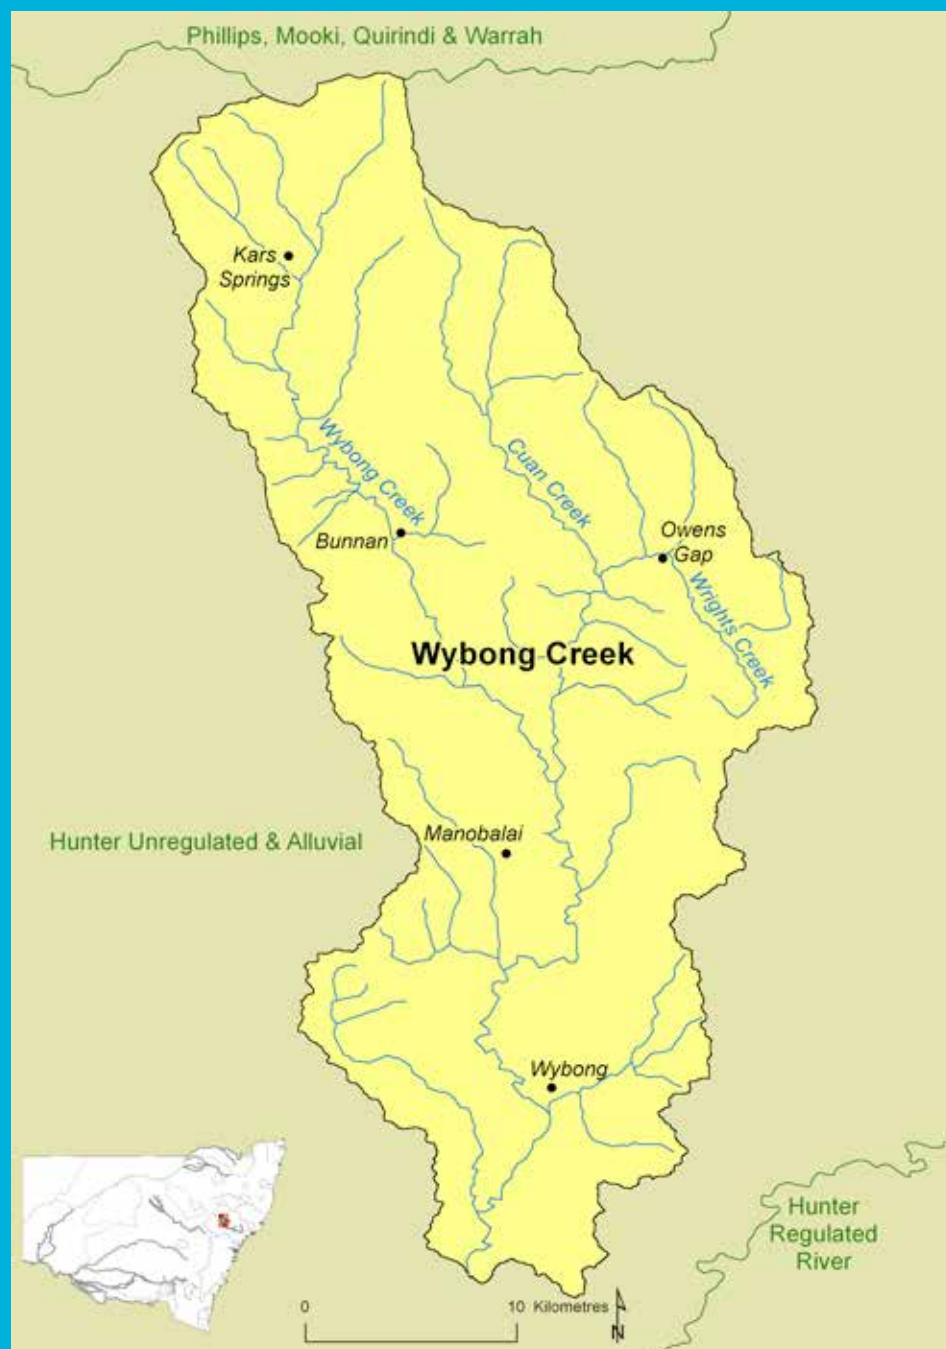 Phillips, Mooki, Quirindi & Warrah
Kars
Springs
Wybong Creek
Cuan Creek
Bunnan
Owens
Gap
Wrights Creek
Wybong Creek
Hunter Unregulated & Alluvial
Manobalai
Wybong
Hunter
Regulated
River
0 10 Kilometres
N